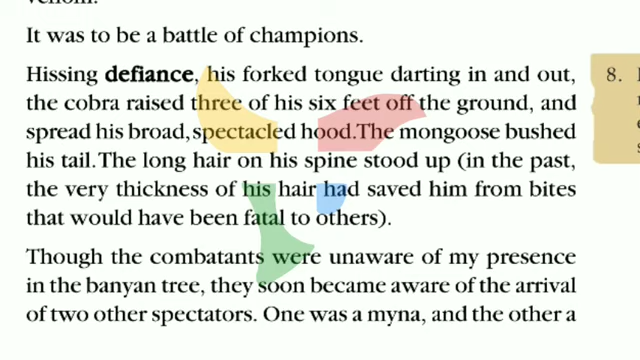 It was to be a battle of champions.
Hissing defiance, his forked tongue darting in and out,
the cobra raised three of his six feet off the ground, and
spread his broad, spectacled hood.The mongoose bushed
his tail.The long hair on his spine stood up (in the past,
the very thickness of his hair had saved him from bites
that would have been fatal to others).
Though the combatants were unaware of my presence
in the banyan tree, they soon became aware of the arrival
of two other spectators. One was a myna, and the other a
8.